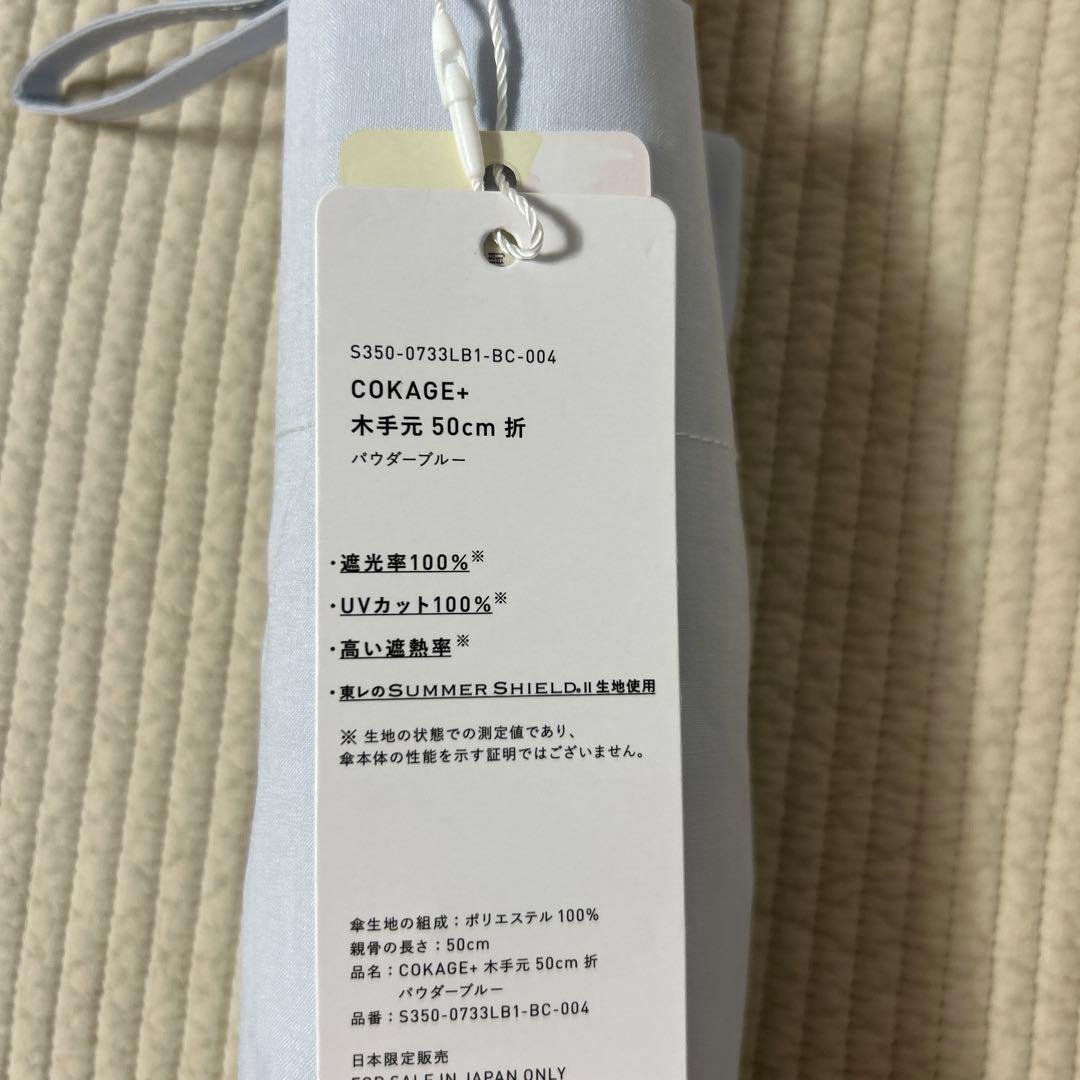 S350-0733LB1-BC-004
COKAGE+
木手元 50cm 折
パウダーブルー
・遮光率100%※
・UVカット100%※
・高い遮熱率※
・東レのSUMMER SHIELD®II生地使用
※ 生地の状態での測定値であり、
傘本体の性能を示す証明ではございません。
傘生地の組成：ポリエステル 100%
親骨の長さ：50cm
品名：COKAGE+ 木手元 50cm 折
パウダーブルー
品番：S350-0733LB1-BC-004
日本限定販売
FOR SALE IN JAPAN ONLY